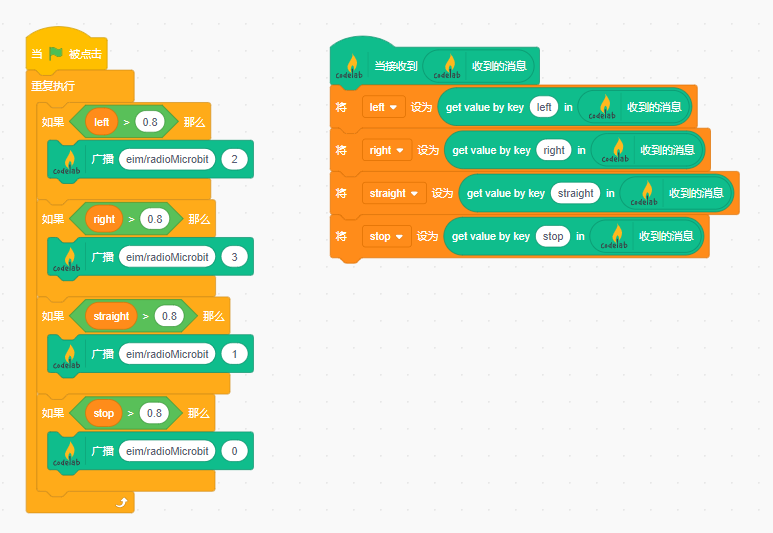 当 被点击
重复执行
如果 left > 0.8 那么
codelab 广播 eim/radioMicrobit 2
如果 right > 0.8 那么
codelab 广播 eim/radioMicrobit 3
如果 straight > 0.8 那么
codelab 广播 eim/radioMicrobit 1
如果 stop > 0.8 那么
codelab 广播 eim/radioMicrobit 0
codelab 当接收到 codelab 收到的消息
将 left 设为 get value by key left in codelab 收到的消息
将 right 设为 get value by key right in codelab 收到的消息
将 straight 设为 get value by key straight in codelab 收到的消息
将 stop 设为 get value by key stop in codelab 收到的消息